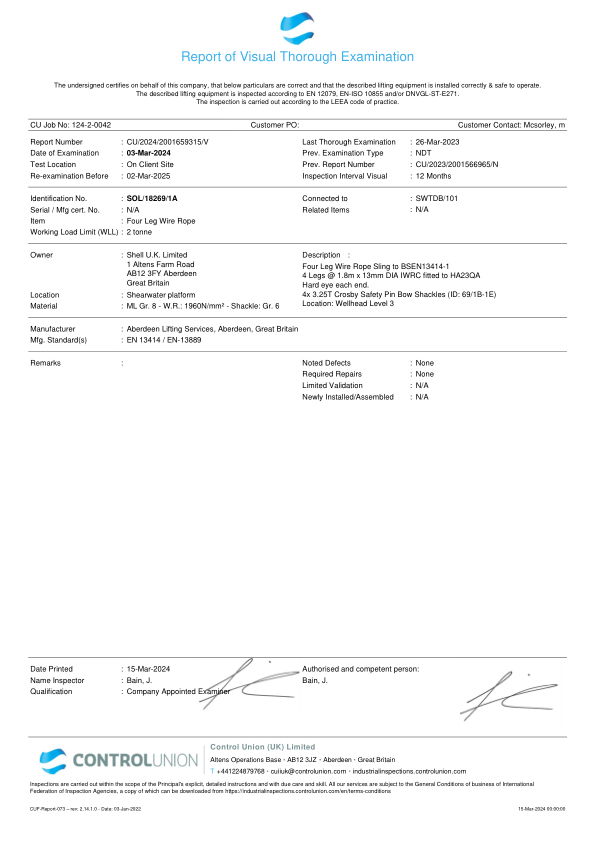 Report of Visual Thorough Examination
The undersigned certifies on behalf of this company, that below particulars are correct and that the described lifting equipment is installed correctly & safe to operate.
The described lifting equipment is inspected according to EN 12079, EN-ISO 10855 and/or DNVGL-ST-E271.
The inspection is carried out according to the LEEA code of practice.
CU Job No: 124-2-0042 Customer PO: Customer Contact: Mcsorley, m
Report Number : CU/2024/2001659315/V Last Thorough Examination : 26-Mar-2023
Date of Examination : 03-Mar-2024 Prev. Examination Type : NDT
Test Location : On Client Site Prev. Report Number : CU/2023/2001566965/N
Re-examination Before : 02-Mar-2025 Inspection Interval Visual : 12 Months
Identification No. : SOL/18269/1A Connected to : SWTDB/101
Serial / Mfg cert. No. : N/A Related Items : N/A
Item : Four Leg Wire Rope
Working Load Limit (WLL) : 2 tonne
Owner : Shell U.K. Limited Description :
1 Altens Farm Road Four Leg Wire Rope Sling to BSEN13414-1
AB12 3FY Aberdeen 4 Legs @ 1.8m x 13mm DIA IWRC fitted to HA23QA
Great Britain Hard eye each end.
Location : Shearwater platform 4x 3.25T Crosby Safety Pin Bow Shackles (ID: 69/1B-1E)
Material : ML Gr. 8 - W.R.: 1960N/mm² - Shackle: Gr. 6 Location: Wellhead Level 3
Manufacturer : Aberdeen Lifting Services, Aberdeen, Great Britain
Mfg. Standard(s) : EN 13414 / EN-13889
Remarks : Noted Defects : None
Required Repairs : None
Limited Validation : N/A
Newly Installed/Assembled : N/A
Date Printed : 15-Mar-2024 Authorised and competent person:
Name Inspector : Bain, J. Bain, J.
Qualification : Company Appointed Examiner
CONTROLUNION
Control Union (UK) Limited
Altens Operations Base · AB12 3JZ · Aberdeen · Great Britain
T +441224879768 · cuiiuk@controlunion.com · industrialinspections.controlunion.com
Inspections are carried out within the scope of the Principal's explicit, detailed instructions and with due care and skill. All our services are subject to the General Conditions of business of International
Federation of Inspection Agencies, a copy of which can be downloaded from https://industrialinspections.controlunion.com/en/terms-conditions
CUF-Report-073 – rev: 2.14.1.0 - Date: 03-Jan-2022 15-Mar-2024 00:00:00